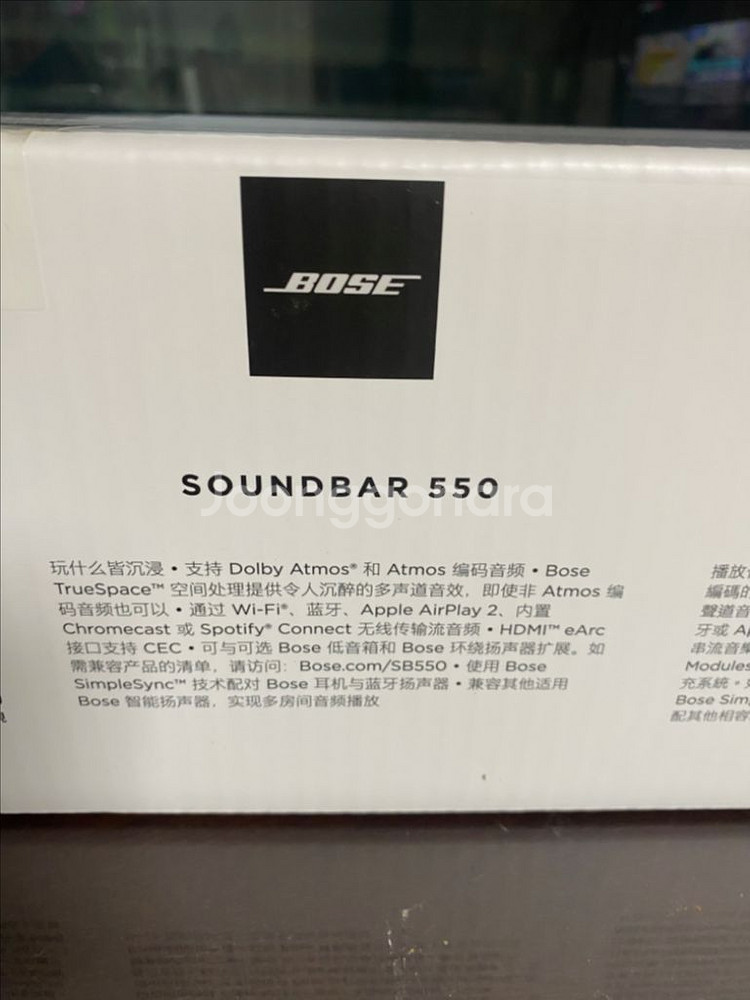 BOSE
SOUNDBAR 550
Joonggonara
玩什么皆沉浸 • 支持 Dolby Atmos® 和 Atmos 编码音频 • Bose
TrueSpace™ 空间处理提供令人沉醉的多声道音效，即使非 Atmos 编
码音频也可以 • 通过 Wi-Fi®、蓝牙、Apple AirPlay 2、内置
Chromecast 或 Spotify® Connect 无线传输流音频 • HDMI™ eArc
接口支持 CEC • 可与可选 Bose 低音箱和 Bose 环绕扬声器扩展。如
需兼容产品的清单，请访问：Bose.com/SB550 • 使用 Bose
SimpleSync™ 技术配对 Bose 耳机与蓝牙扬声器 • 兼容其他适用
Bose 智能扬声器，实现多房间音频播放
播放
編碼的
聲道音
牙或
串流音樂
Modules
充系統。
Bose
配其他相容